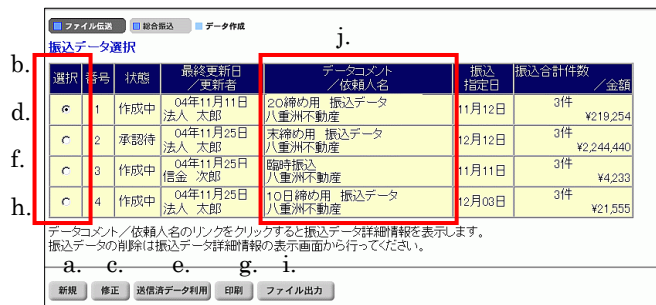 ファイル伝送 総合振込 データ作成
振込データ選択
j.
b.
選択 番号 状態 最終更新日／更新者 データコメント／依頼人名 振込指定日 振込合計件数／金額
d.
1 作成中 04年11月11日 法人 太郎 20締め用 振込データ 八重洲不動産 11月12日 3件 ¥219,254
2 承認待 04年11月25日 法人 太郎 末締め用 振込データ 八重洲不動産 12月12日 3件 ¥2,244,440
f.
3 作成中 04年11月25日 信金 次郎 臨時振込 八重洲不動産 11月11日 3件 ¥4,233
h.
4 作成中 04年11月25日 法人 太郎 10日締め用 振込データ 八重洲不動産 12月03日 3件 ¥21,555
データコメント／依頼人名のリンクをクリックすると振込データ詳細情報を表示します。
振込データの削除は振込データ詳細情報の表示画面から行ってください。
a. c. e. g. i.
新規 修正 送信済データ利用 印刷 ファイル出力